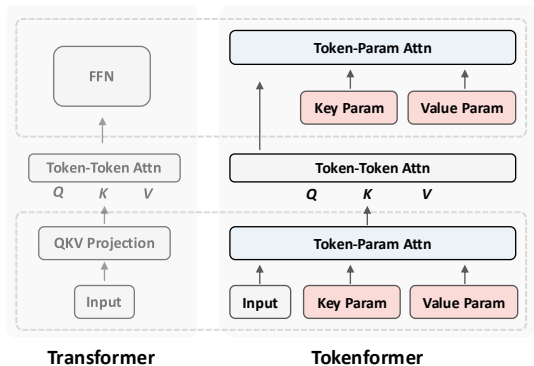 FFN
Token-Token Attn
Q K V
QKV Projection
Input
Transformer
Token-Param Attn
Key Param
Value Param
Token-Token Attn
Q K V
Token-Param Attn
Input
Key Param
Value Param
Tokenformer